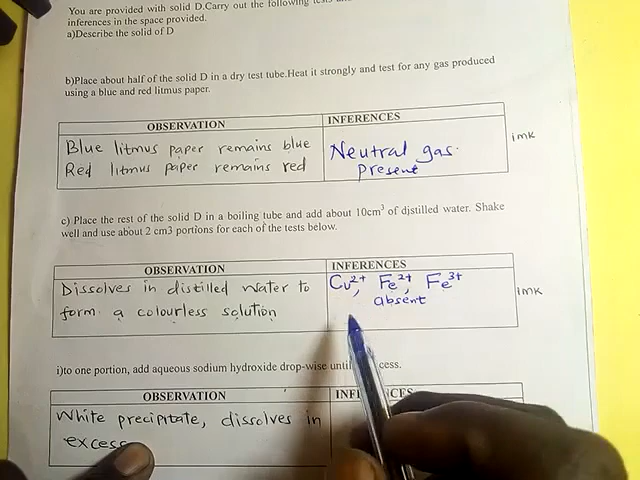 You are provided with solid D.Carry out the following
inferences in the space provided.
a)Describe the solid of D
b)Place about half of the solid D in a dry test tube.Heat it strongly and test for any gas produced
using a blue and red litmus paper.
OBSERVATION INFERENCES
Blue litmus paper remains blue Neutral gas.
Red litmus paper remains red present
1mk
c) Place the rest of the solid D in a boiling tube and add about 10cm³ of distilled water. Shake
well and use about 2 cm3 portions for each of the tests below.
OBSERVATION INFERENCES
Dissolves in distilled water to Cu²⁺, Fe²⁺, Fe³⁺
form a colourless solution absent
1mk
i)to one portion, add aqueous sodium hydroxide drop-wise until
OBSERVATION
White precipitate, dissolves in
excess